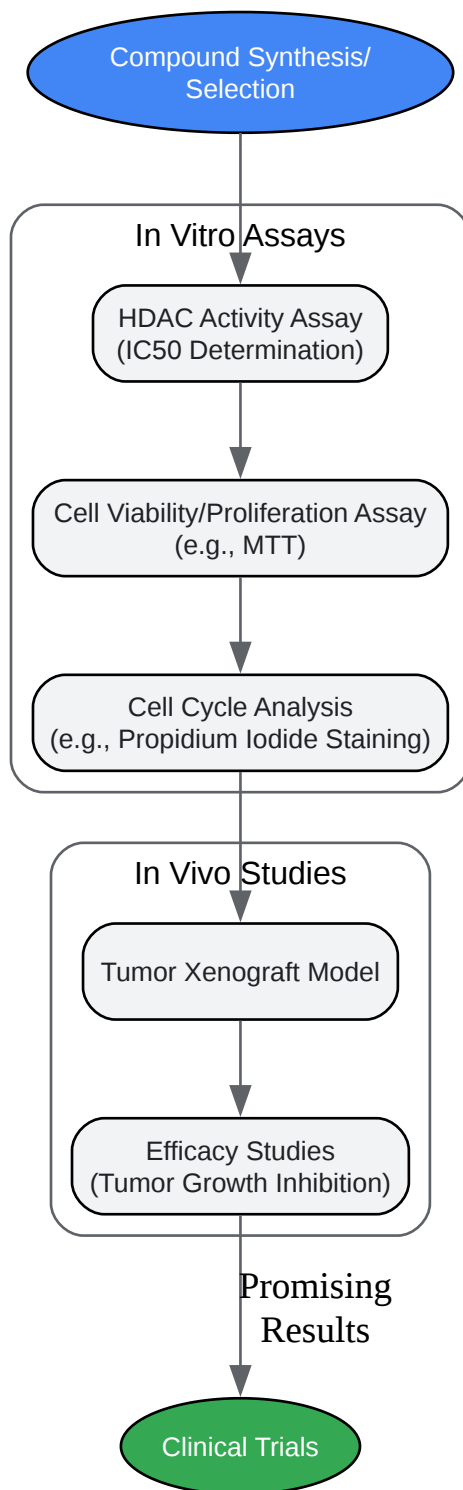 Compound Synthesis/
Selection
In Vitro Assays
HDAC Activity Assay
(IC50 Determination)
Cell Viability/Proliferation Assay
(e.g., MTT)
Cell Cycle Analysis
(e.g., Propidium Iodide Staining)
In Vivo Studies
Tumor Xenograft Model
Efficacy Studies
(Tumor Growth Inhibition)
Promising
Results
Clinical Trials